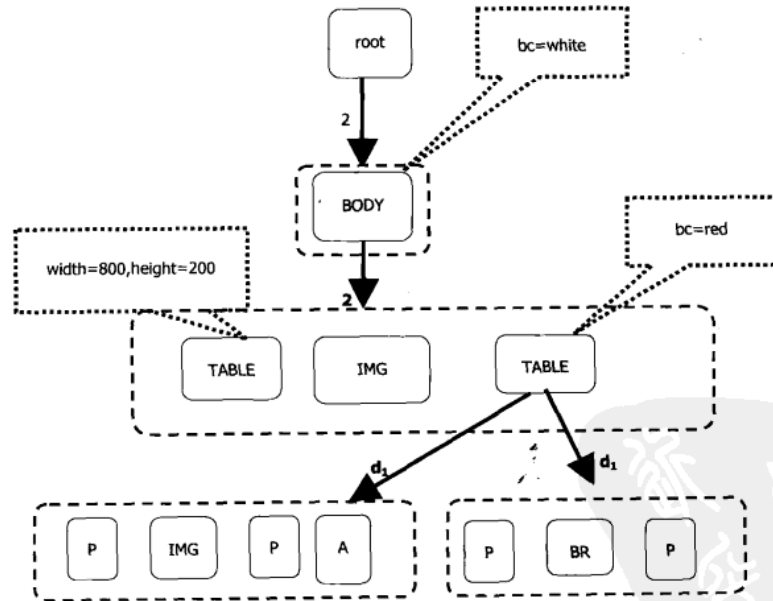 root
bc=white
2
BODY
bc=red
width=800,height=200
2
TABLE
IMG
TABLE
d₁
d₁
P
IMG
P
A
P
BR
P